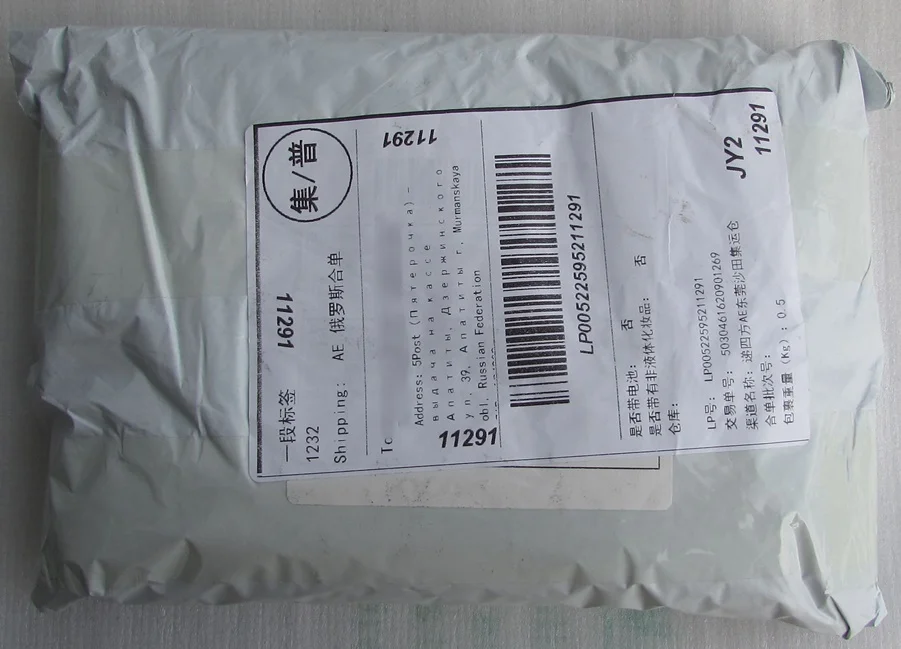 集/普
一段标签
11291
1232
Shipping: AE 俄罗斯合单
11291
To
Address: 5Post (Пятерочка) -
выдача на кассе
Апатиты, Дзержинского
ул, 39, Апатиты г, Murmanskaya
obl, Russian Federation
11291
LP00522595211291
是否带电池: 否
是否带有非液体化妆品: 否
仓库:
JY2
11291
LP号: LP00522595211291
交易单号: 5030461620901269
渠道名称: 递四方AE东莞沙田集运仓
合单批次号:
包裹重量 (Kg) : 0.5